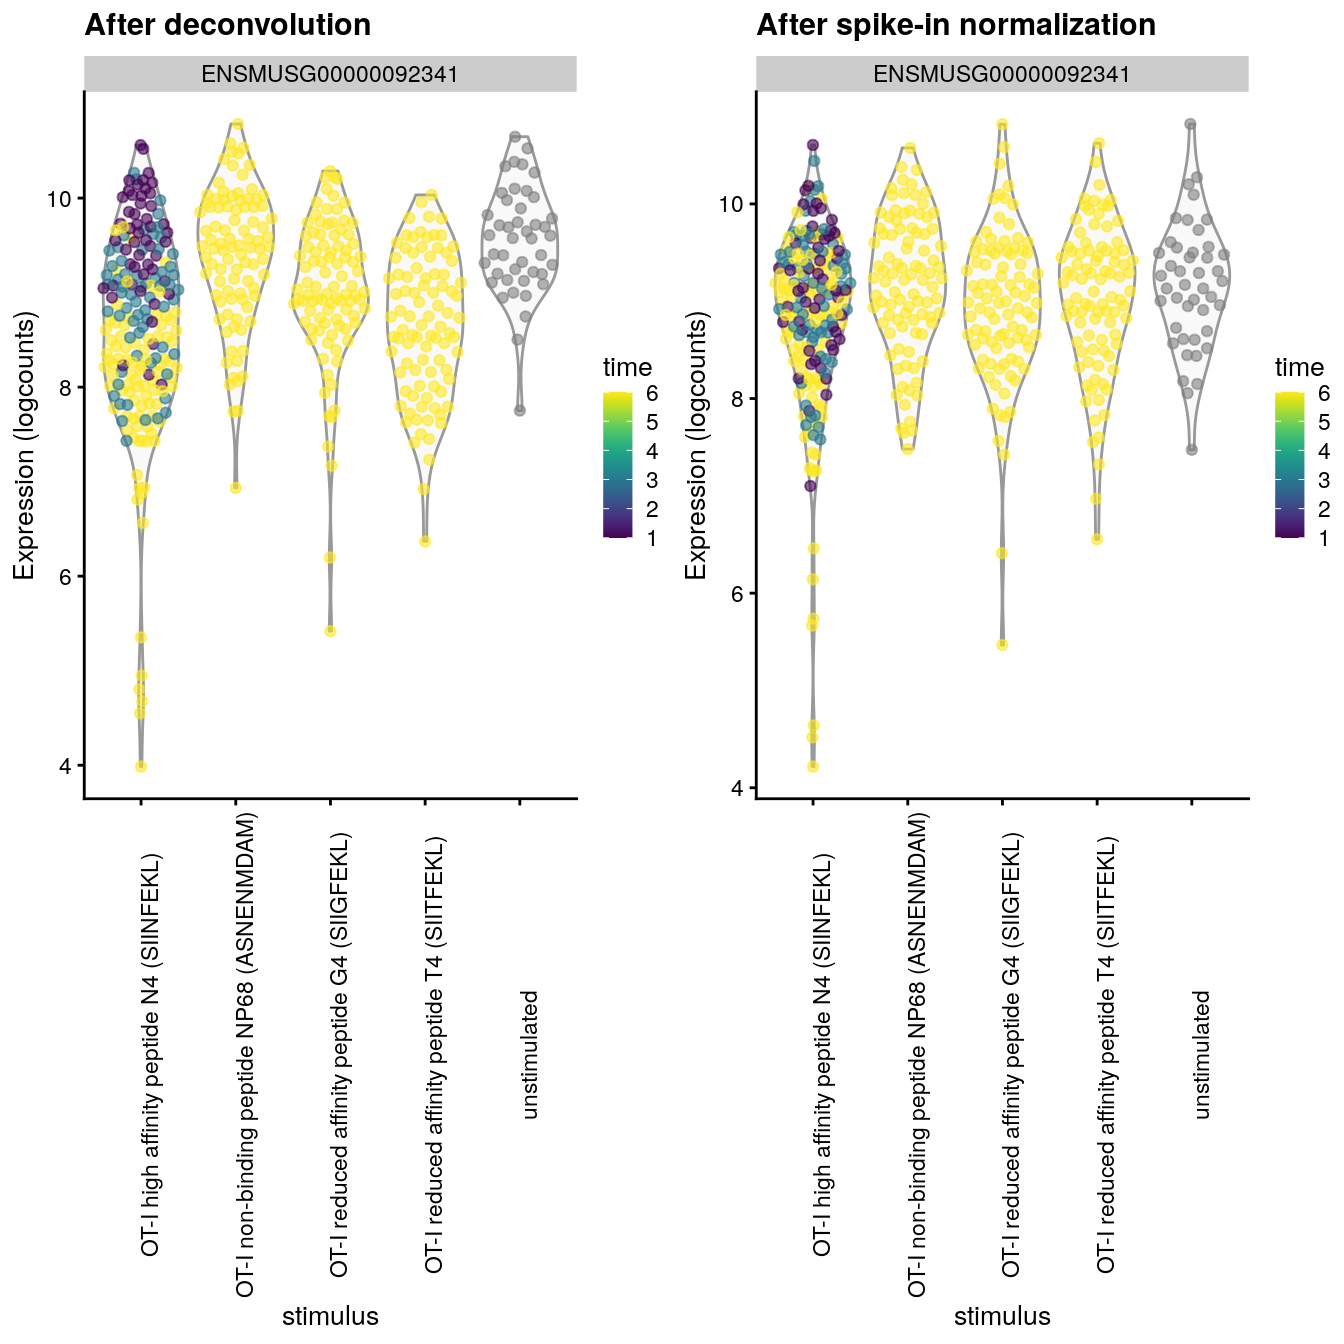 After deconvolution
ENSMUSG00000092341
Expression (logcounts)
10
8
6
4
OT-I high affinity peptide N4 (SIINFEKL)
OT-I non-binding peptide NP68 (ASNENMDAM)
OT-I reduced affinity peptide G4 (SIIGFEKL)
OT-I reduced affinity peptide T4 (SIITFEKL)
unstimulated
stimulus
time
6
5
4
3
2
1
After spike-in normalization
ENSMUSG00000092341
Expression (logcounts)
10
8
6
4
OT-I high affinity peptide N4 (SIINFEKL)
OT-I non-binding peptide NP68 (ASNENMDAM)
OT-I reduced affinity peptide G4 (SIIGFEKL)
OT-I reduced affinity peptide T4 (SIITFEKL)
unstimulated
stimulus
time
6
5
4
3
2
1